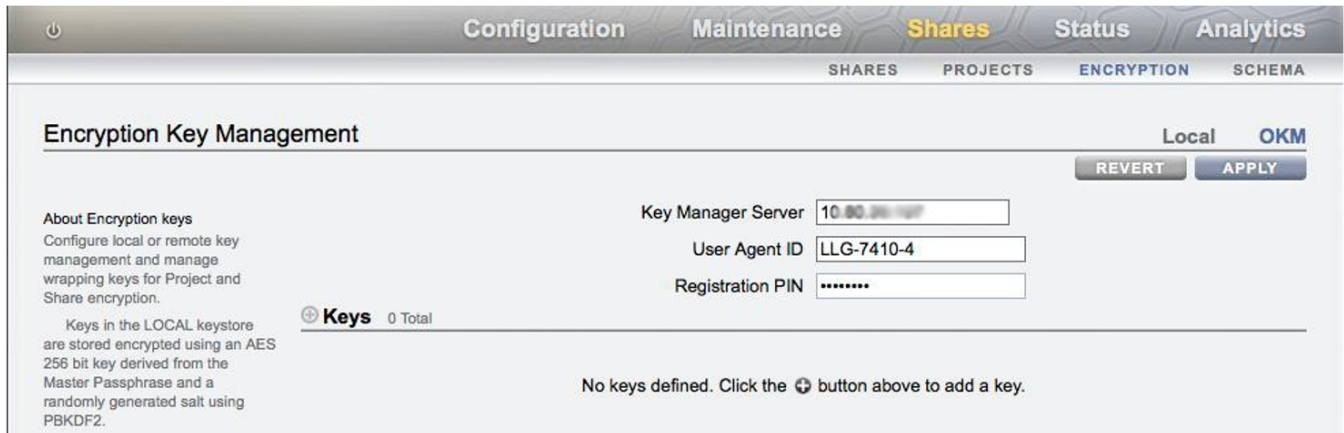 Configuration Maintenance Shares Status Analytics
SHARES PROJECTS ENCRYPTION SCHEMA
Encryption Key Management
Local OKM
REVERT APPLY
Key Manager Server
User Agent ID LLG-7410-4
Registration PIN ••••••••
About Encryption keys
Configure local or remote key
management and manage
wrapping keys for Project and
Share encryption.
Keys in the LOCAL keystore
are stored encrypted using an AES
256 bit key derived from the
Master Passphrase and a
randomly generated salt using
PBKDF2.
Keys 0 Total
No keys defined. Click the button above to add a key.